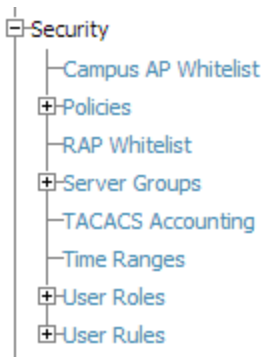 Security
Campus AP Whitelist
Policies
RAP Whitelist
Server Groups
TACACS Accounting
Time Ranges
User Roles
User Rules